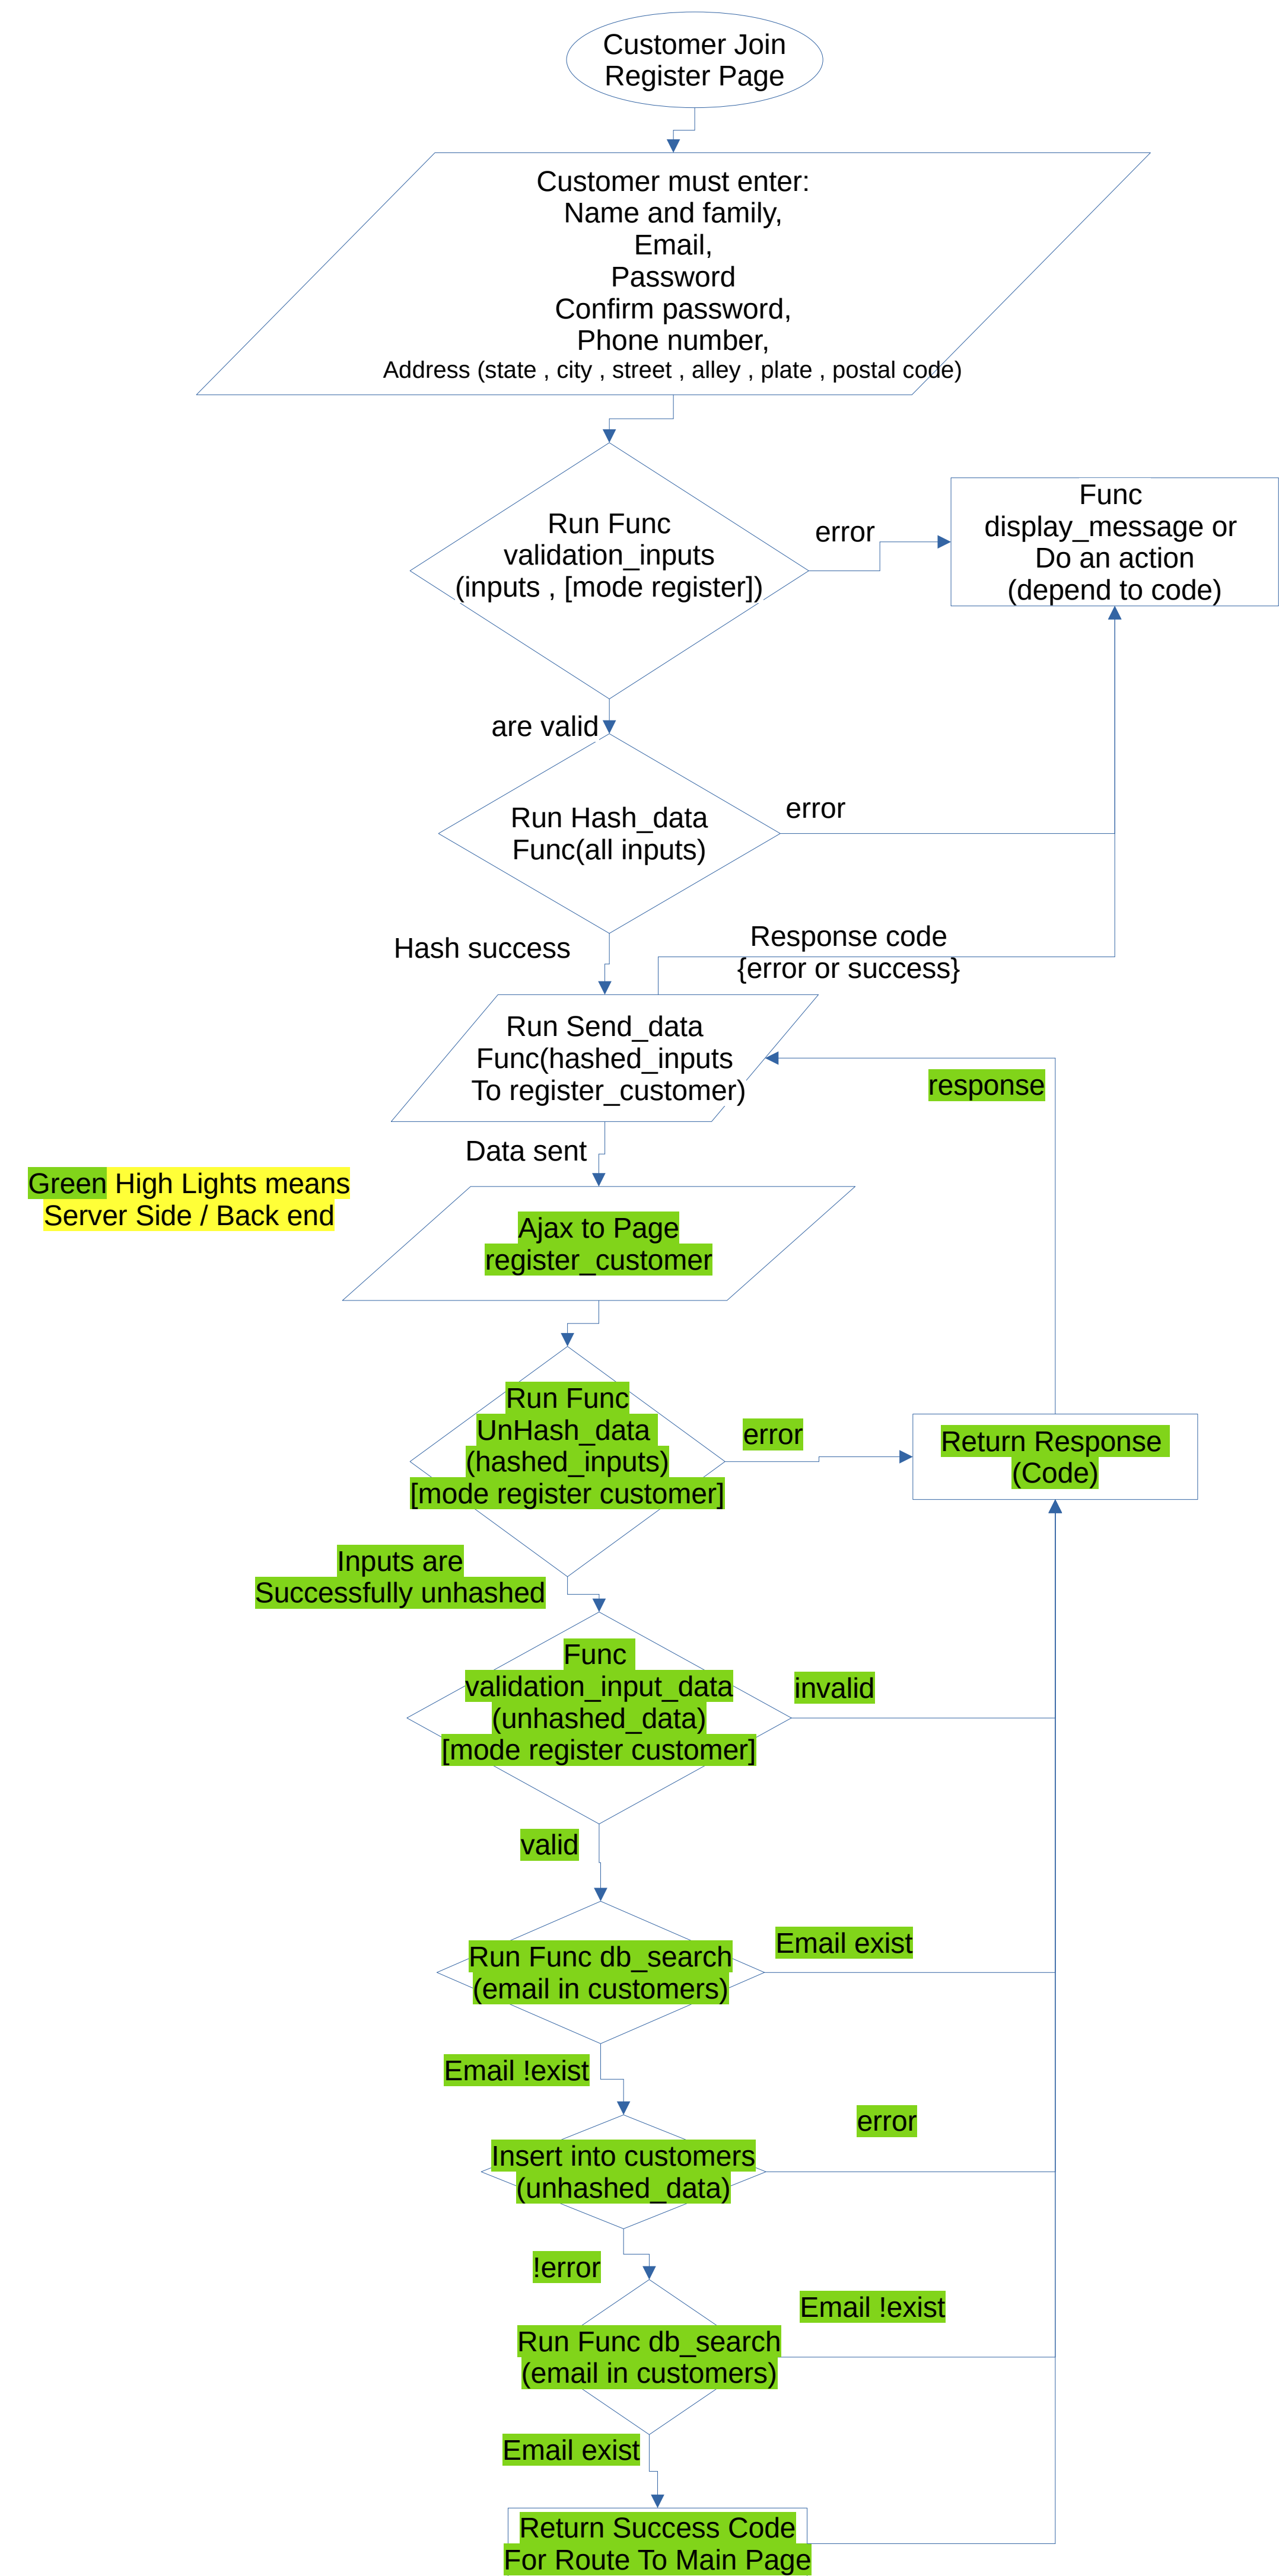 Customer Join
Register Page
Customer must enter:
Name and family,
Email,
Password
Confirm password,
Phone number,
Address (state , city , street , alley , plate , postal code)
Run Func
validation_inputs
(inputs , [mode register])
error
Func
display_message or
Do an action
(depend to code)
are valid
Run Hash_data
Func(all inputs)
error
Hash success
Response code
{error or success}
Run Send_data
Func(hashed_inputs
To register_customer)
response
Data sent
Green High Lights means
Server Side / Back end
Ajax to Page
register_customer
Run Func
UnHash_data
(hashed_inputs)
[mode register customer]
error
Return Response
(Code)
Inputs are
Successfully unhashed
Func
validation_input_data
(unhashed_data)
[mode register customer]
invalid
valid
Run Func db_search
(email in customers)
Email exist
Email !exist
Insert into customers
(unhashed_data)
error
!error
Run Func db_search
(email in customers)
Email !exist
Email exist
Return Success Code
For Route To Main Page